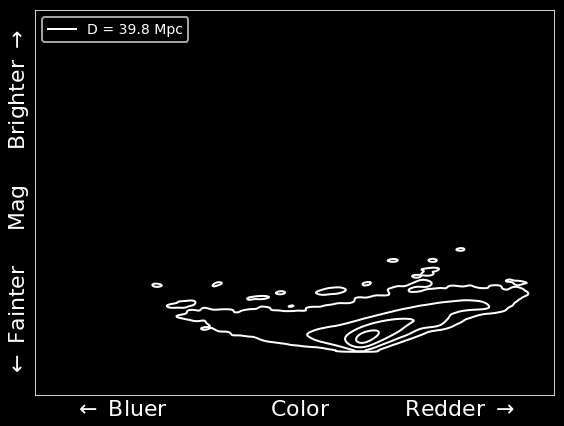 D = 39.8 Mpc
← Fainter Mag Brighter →
← Bluer Color Redder →